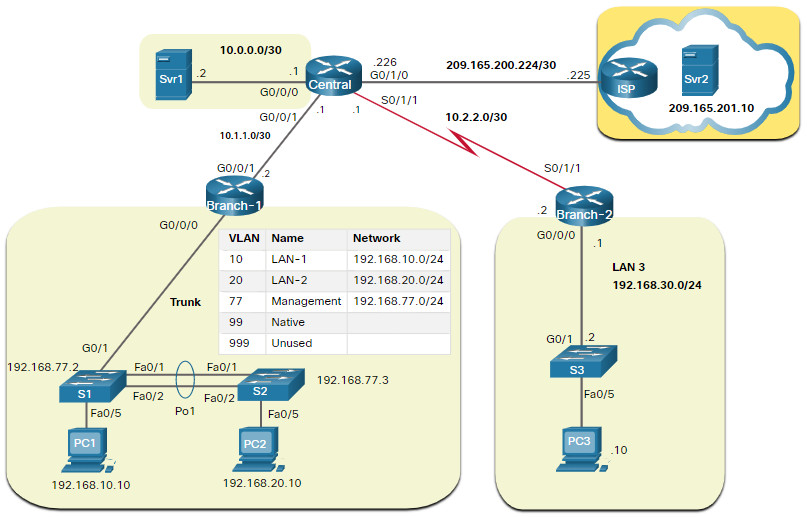 10.0.0.0/30
Svr1
.2
.1
G0/0/0
Central
.226
G0/1/0
209.165.200.224/30
.225
ISP
Svr2
209.165.201.10
G0/0/1
.1
.1
S0/1/1
10.1.1.0/30
10.2.2.0/30
G0/0/1
.2
Branch-1
G0/0/0
S0/1/1
.2
Branch-2
G0/0/0
.1
VLAN Name Network
10 LAN-1 192.168.10.0/24
20 LAN-2 192.168.20.0/24
77 Management 192.168.77.0/24
99 Native
999 Unused
Trunk
LAN 3
192.168.30.0/24
G0/1
192.168.77.2
S1
Fa0/1
Fa0/1
Fa0/2
Fa0/2
Po1
S2
192.168.77.3
G0/1
.2
S3
Fa0/5
Fa0/5
Fa0/5
PC1
192.168.10.10
PC2
192.168.20.10
PC3
.10